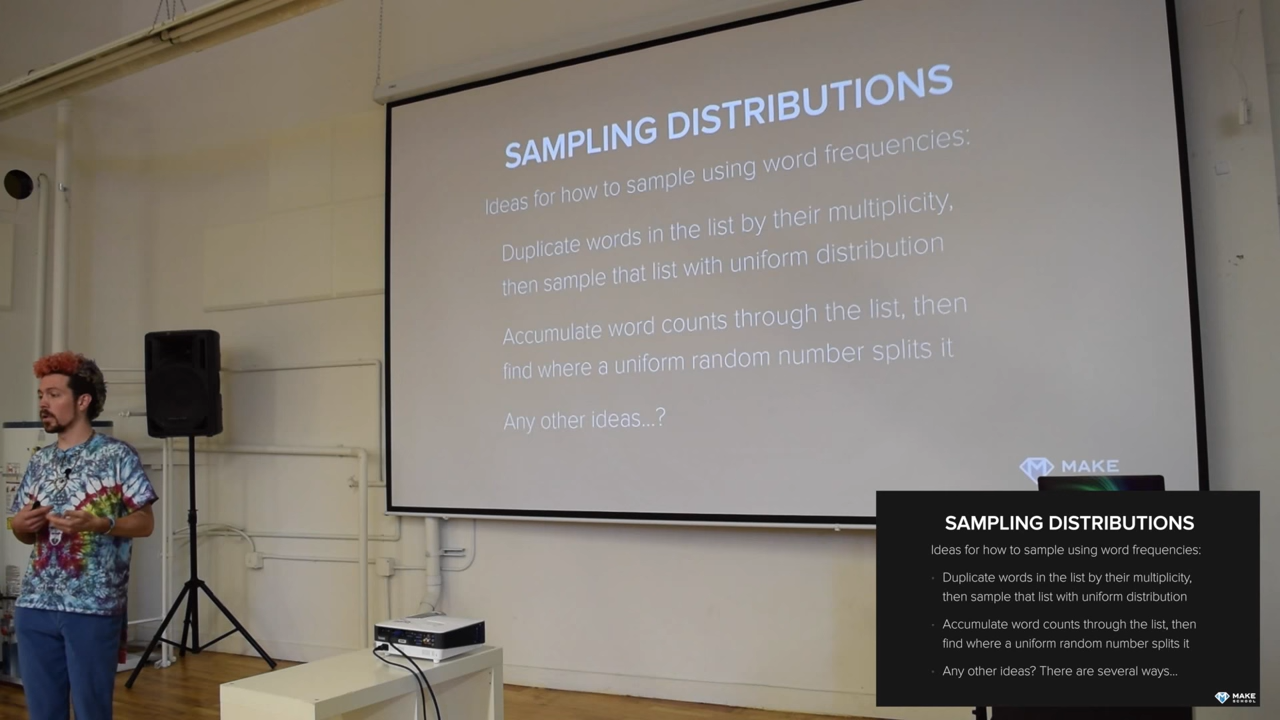 SAMPLING DISTRIBUTIONS
Ideas for how to sample using word frequencies:
Duplicate words in the list by their multiplicity,
then sample that list with uniform distribution
Accumulate word counts through the list, then
find where a uniform random number splits it
Any other ideas...?
MAKE
SAMPLING DISTRIBUTIONS
Ideas for how to sample using word frequencies:
· Duplicate words in the list by their multiplicity,
then sample that list with uniform distribution
· Accumulate word counts through the list, then
find where a uniform random number splits it
· Any other ideas? There are several ways...
MAKE
SCHOOL